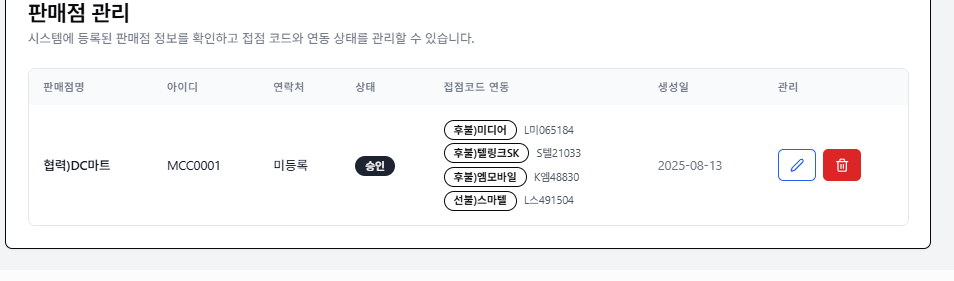 판매점 관리
시스템에 등록된 판매점 정보를 확인하고 접점 코드와 연동 상태를 관리할 수 있습니다.
판매점명 아이디 연락처 상태 접점코드 연동 생성일 관리
후불)미디어 L미065184
후불)텔링크SK S텔21033
협력)DC마트 MCC0001 미등록 승인 2025-08-13
후불)엠모바일 K엠48830
선불)스마텔 L스491504